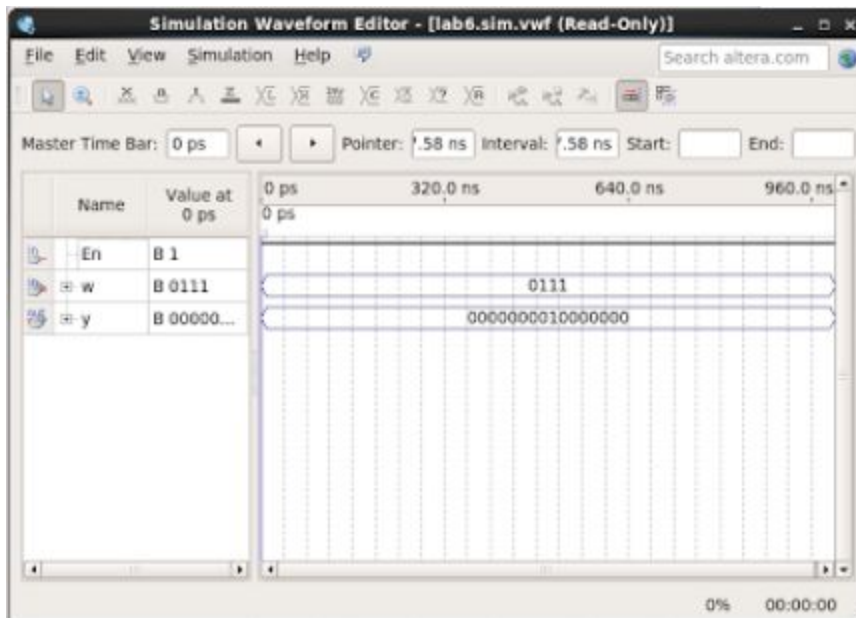 Simulation Waveform Editor - [lab6.sim.vwf (Read-Only)]
File Edit View Simulation Help Search altera.com
Master Time Bar: 0 ps Pointer: .58 ns Interval: .58 ns Start: End:
Name Value at 0 ps
0 ps 320.0 ns 640.0 ns 960.0 ns
0 ps
En B 1
w B 0111 0111
y B 00000... 0000000010000000
0% 00:00:00